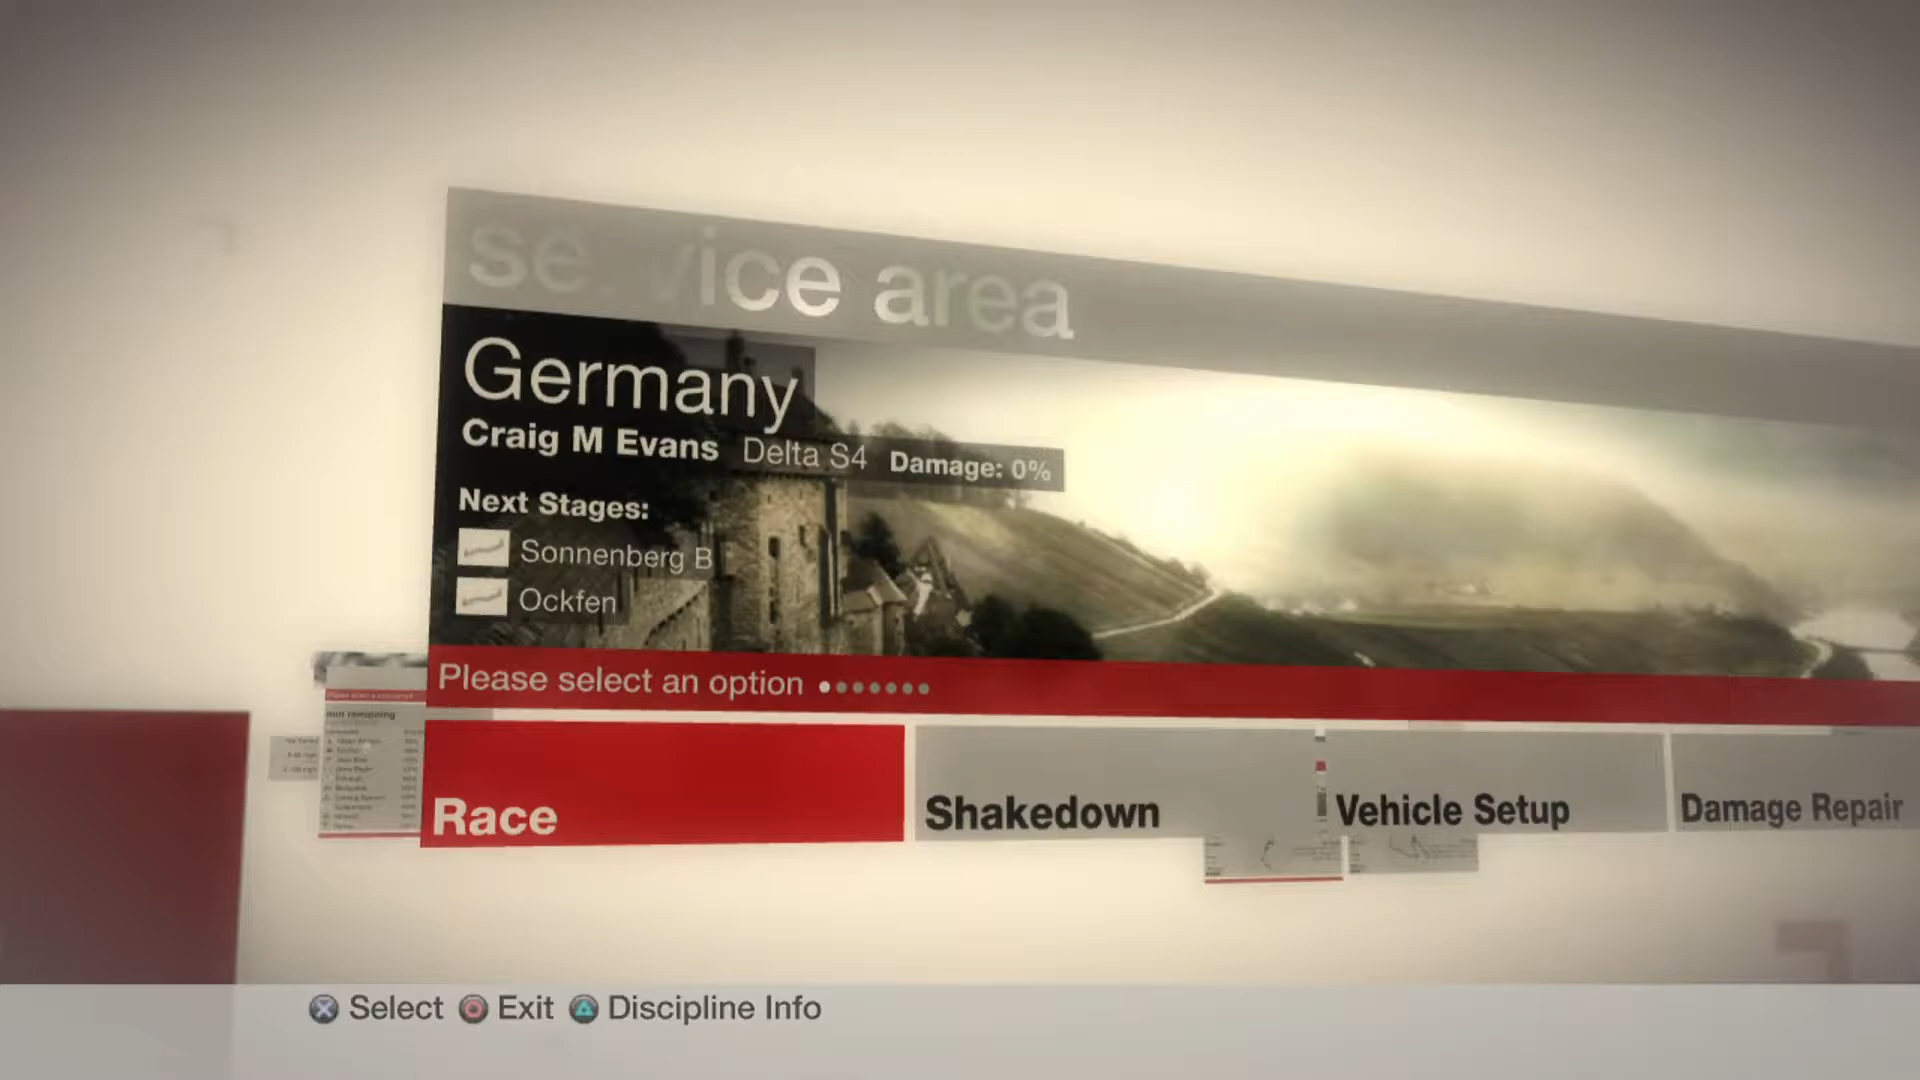 service area
Germany
Craig M Evans Delta S4 Damage: 0%
Next Stages:
Sonnenberg B
Ockfen
Please select an option
Race
Shakedown
Vehicle Setup
Damage Repair
Select Exit Discipline Info